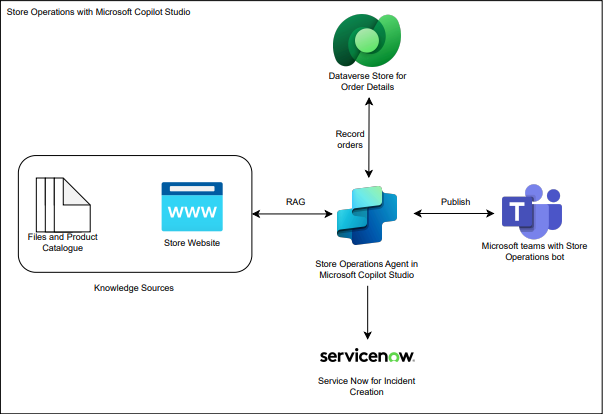 Store Operations with Microsoft Copilot Studio
Dataverse Store for
Order Details
Record
orders
RAG
Publish
WWW
T
Files and Product
Catalogue
Store Website
Microsoft teams with Store
Operations bot
Store Operations Agent in
Microsoft Copilot Studio
Knowledge Sources
servicenow.
Service Now for Incident
Creation